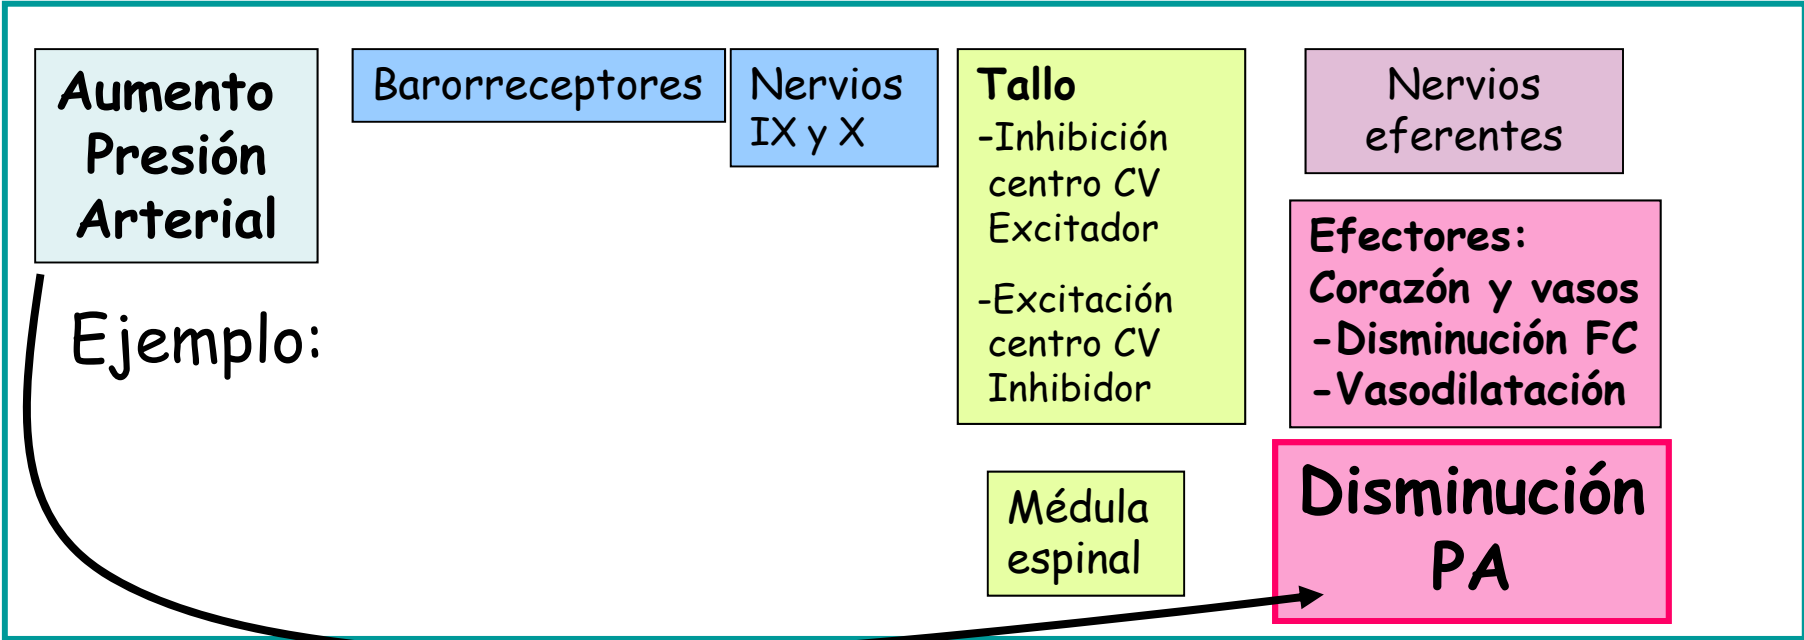 Aumento
Presión
Arterial
Ejemplo:
Barorreceptores
Nervios
IX y X
Tallo
-Inhibición
centro CV
Excitador
-Excitación
centro CV
Inhibidor
Médula
espinal
Nervios
eferentes
Efectores:
Corazón y vasos
-Disminución FC
-Vasodilatación
Disminución
PA